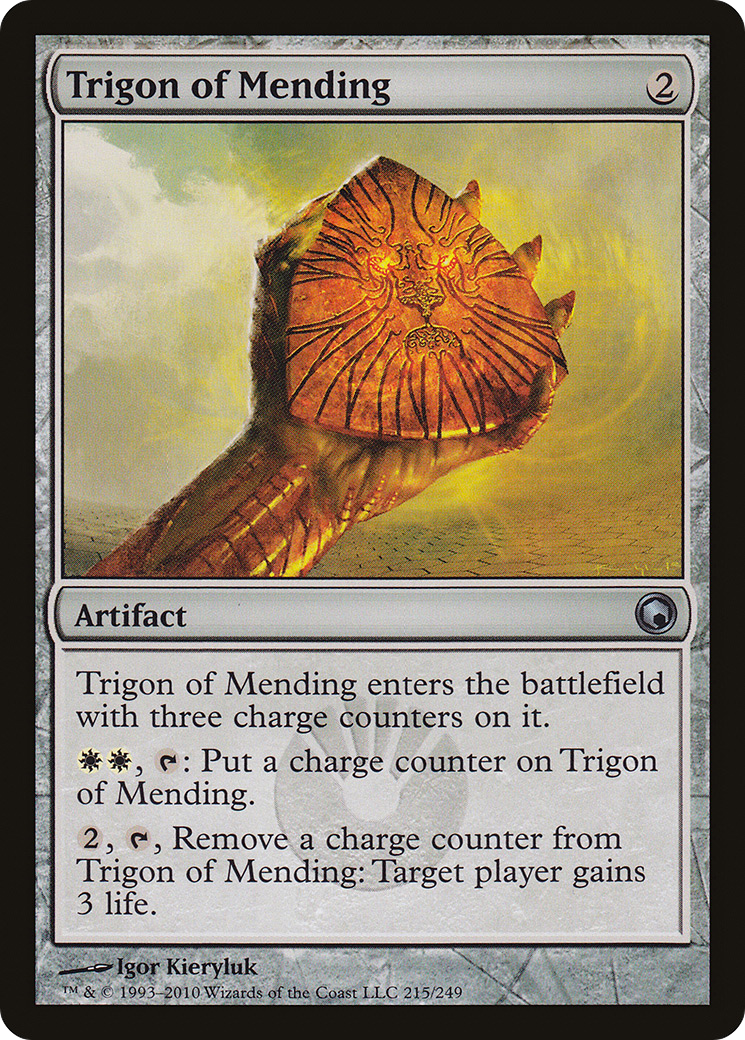 Trigon of Mending 2
Artifact
Trigon of Mending enters the battlefield
with three charge counters on it.
, : Put a charge counter on Trigon
of Mending.
2, , Remove a charge counter from
Trigon of Mending: Target player gains
3 life.
Igor Kieryluk
™ & © 1993–2010 Wizards of the Coast LLC 215/249